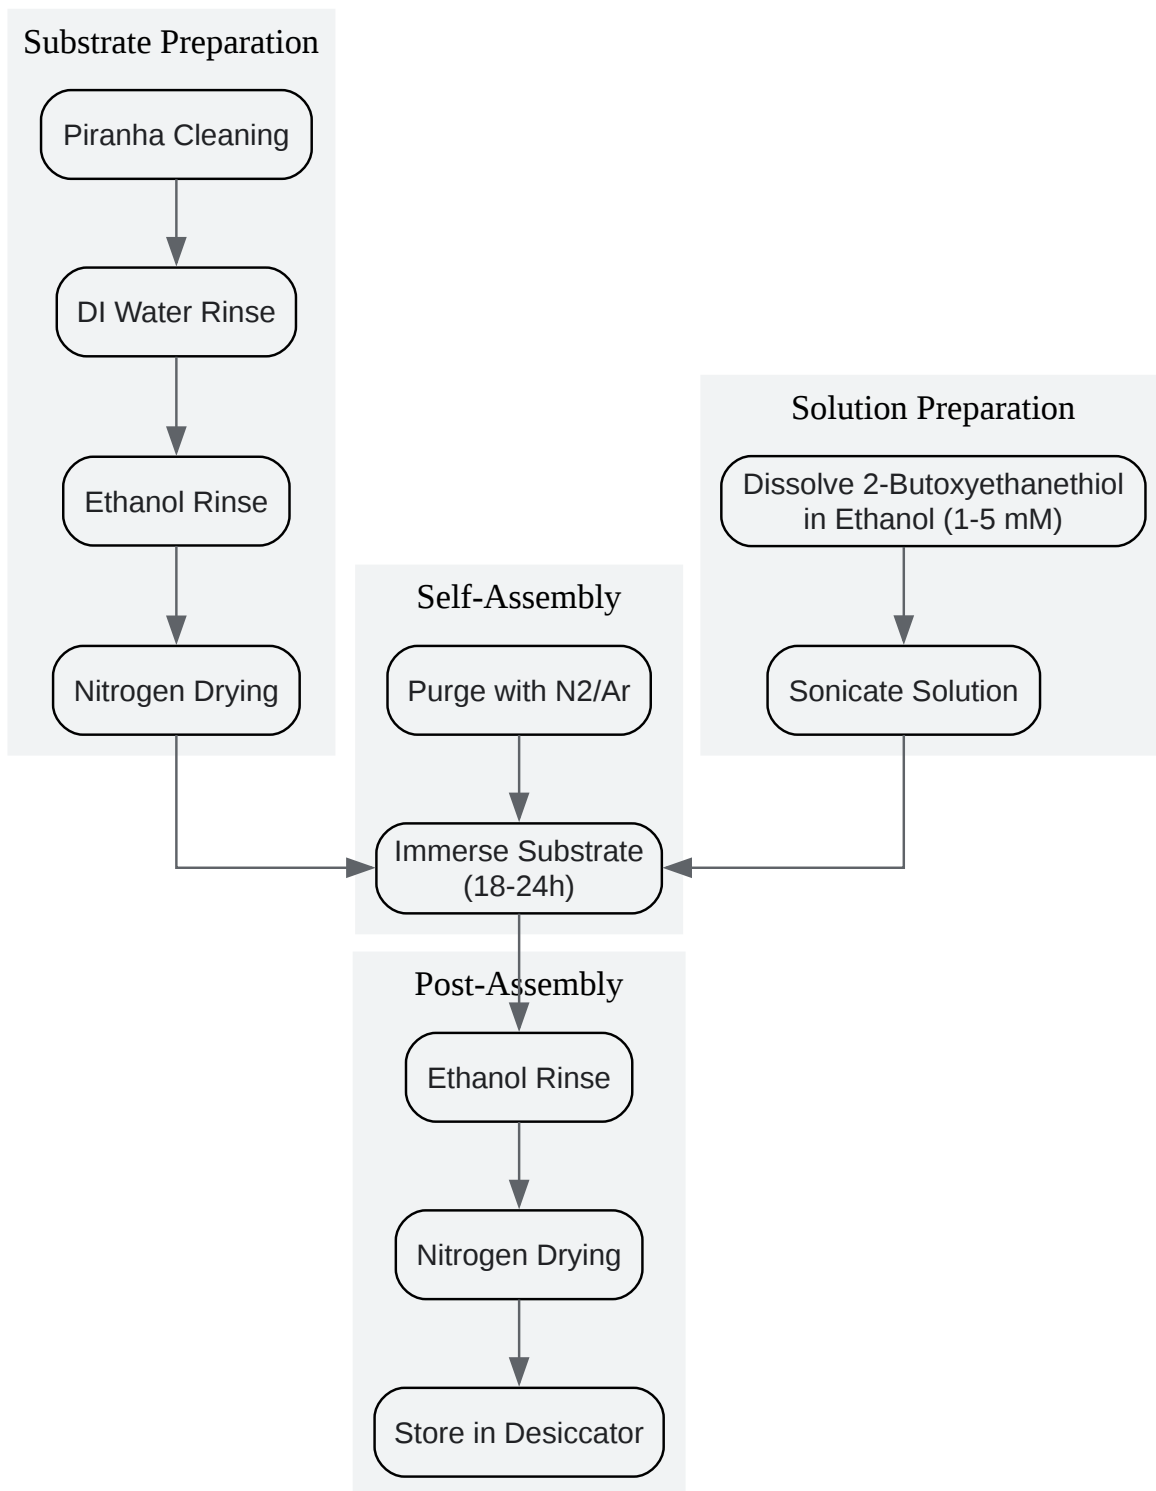 Substrate Preparation
Piranha Cleaning
DI Water Rinse
Ethanol Rinse
Nitrogen Drying
Solution Preparation
Dissolve 2-Butoxyethanethiol
in Ethanol (1-5 mM)
Sonicate Solution
Self-Assembly
Purge with N2/Ar
Immerse Substrate
(18-24h)
Post-Assembly
Ethanol Rinse
Nitrogen Drying
Store in Desiccator